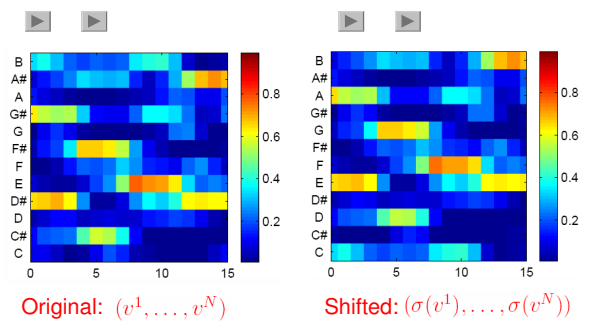 B
A#
A
G#
G
F#
F
E
D#
D
C#
C
0 5 10 15
0.8
0.6
0.4
0.2
Original: (v¹, . . . , vᴺ)
B
A#
A
G#
G
F#
F
E
D#
D
C#
C
0 5 10 15
0.8
0.6
0.4
0.2
Shifted: (σ(v¹), . . . , σ(vᴺ))